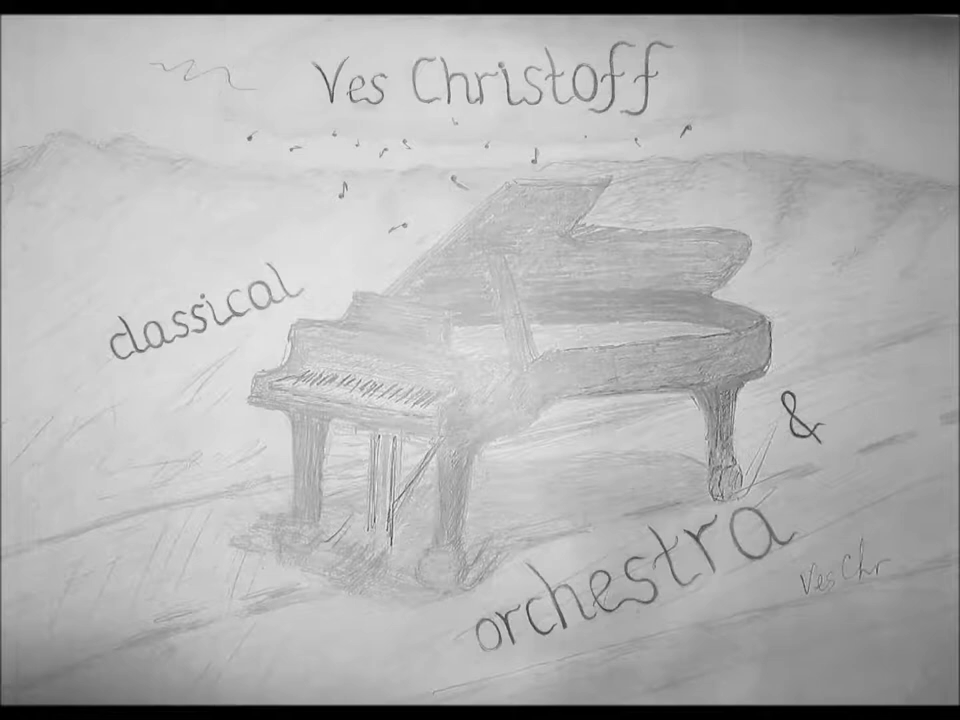 Ves Christoff
classical
&
orchestra
Ves Chr